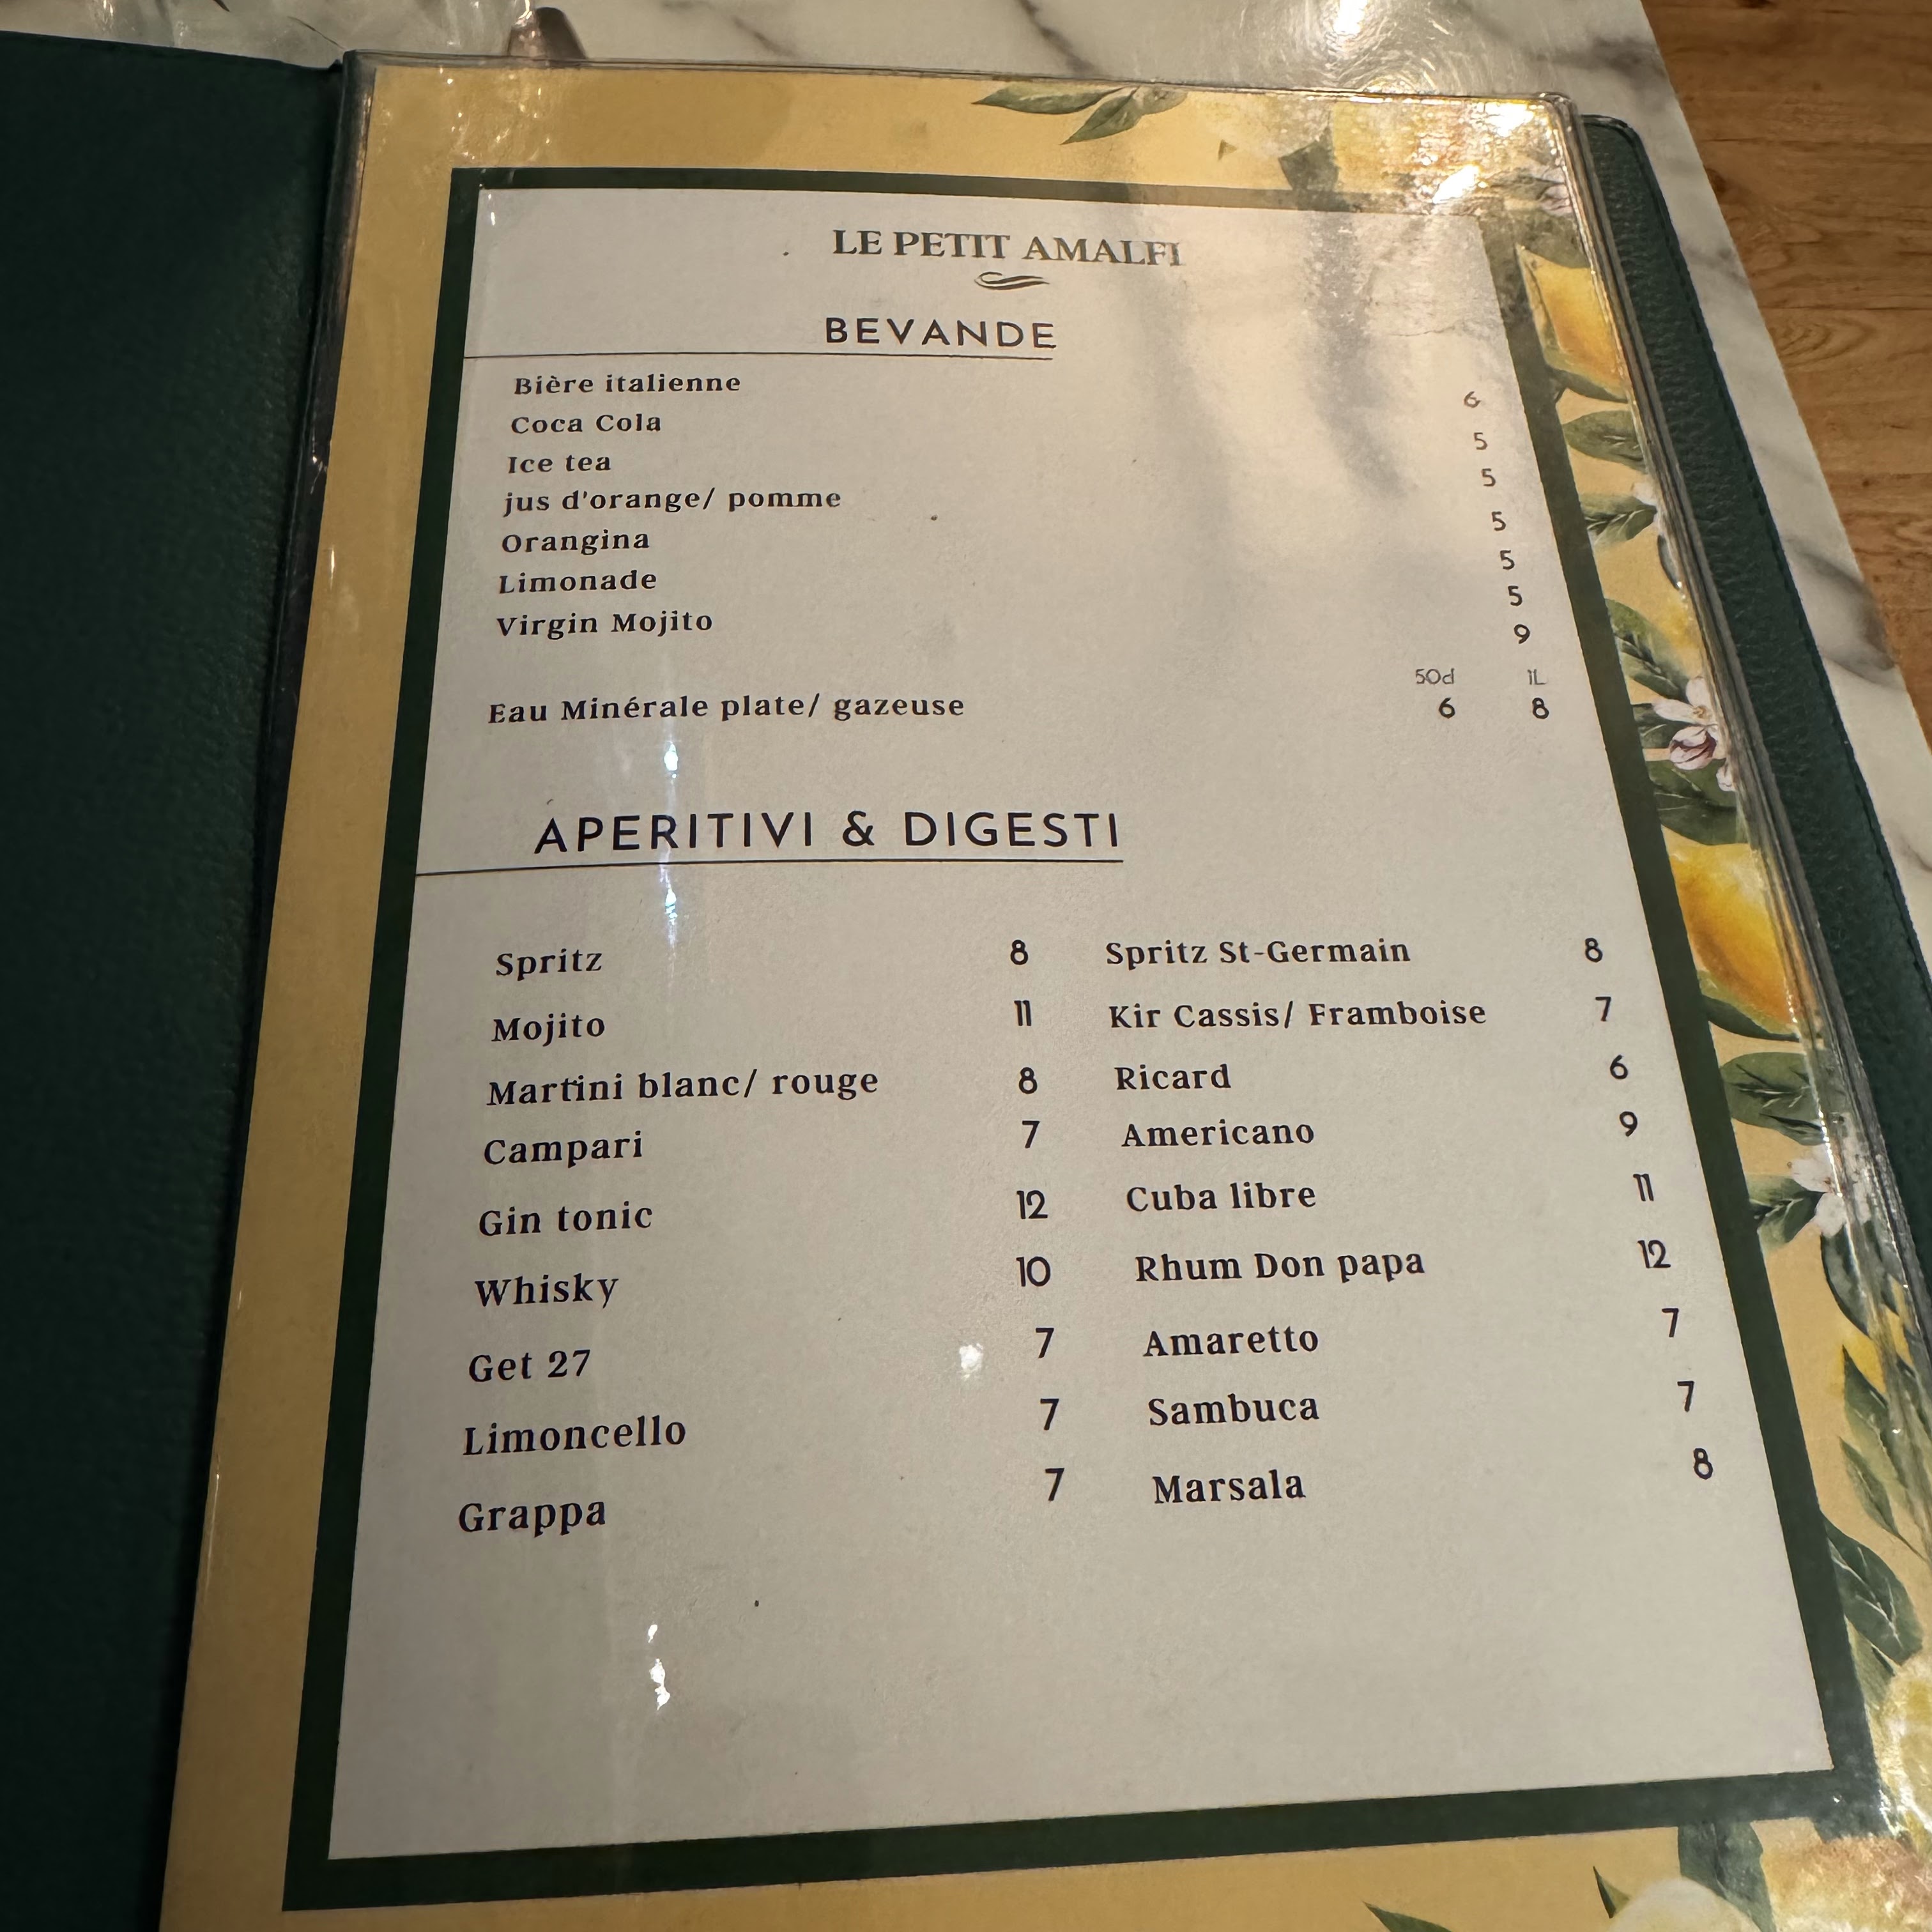 LE PETIT AMALFI
BEVANDE
Bière italienne 6
Coca Cola 5
Ice tea 5
jus d'orange/ pomme 5
Orangina 5
Limonade 5
Virgin Mojito 9
50cl 1L
Eau Minérale plate/ gazeuse 6 8
APERITIVI & DIGESTI
Spritz 8 Spritz St-Germain 8
Mojito 11 Kir Cassis/ Framboise 7
Martini blanc/ rouge 8 Ricard 6
Campari 7 Americano 9
Gin tonic 12 Cuba libre 11
Whisky 10 Rhum Don papa 12
Get 27 7 Amaretto 7
Limoncello 7 Sambuca 7
Grappa 7 Marsala 8